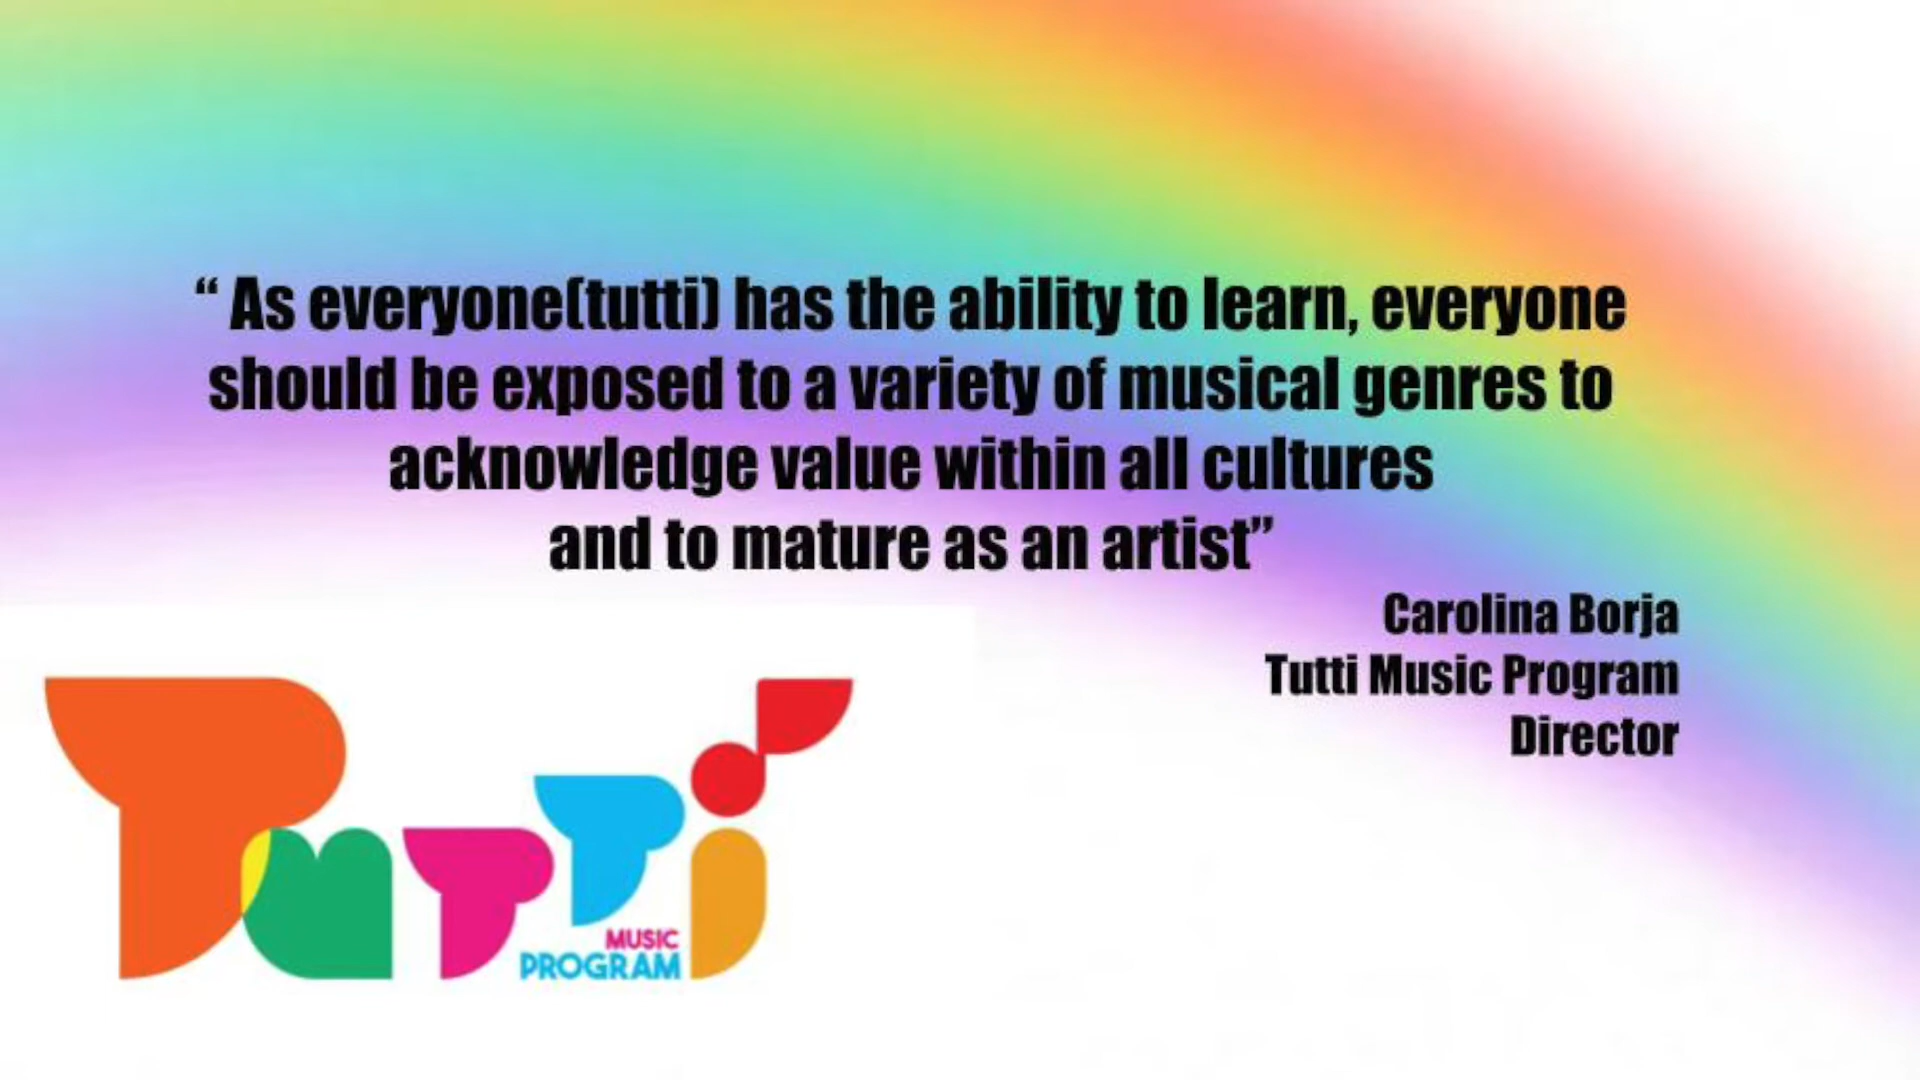 “ As everyone(tutti) has the ability to learn, everyone
should be exposed to a variety of musical genres to
acknowledge value within all cultures
and to mature as an artist”
Carolina Borja
Tutti Music Program
Director
Tutti
MUSIC
PROGRAM